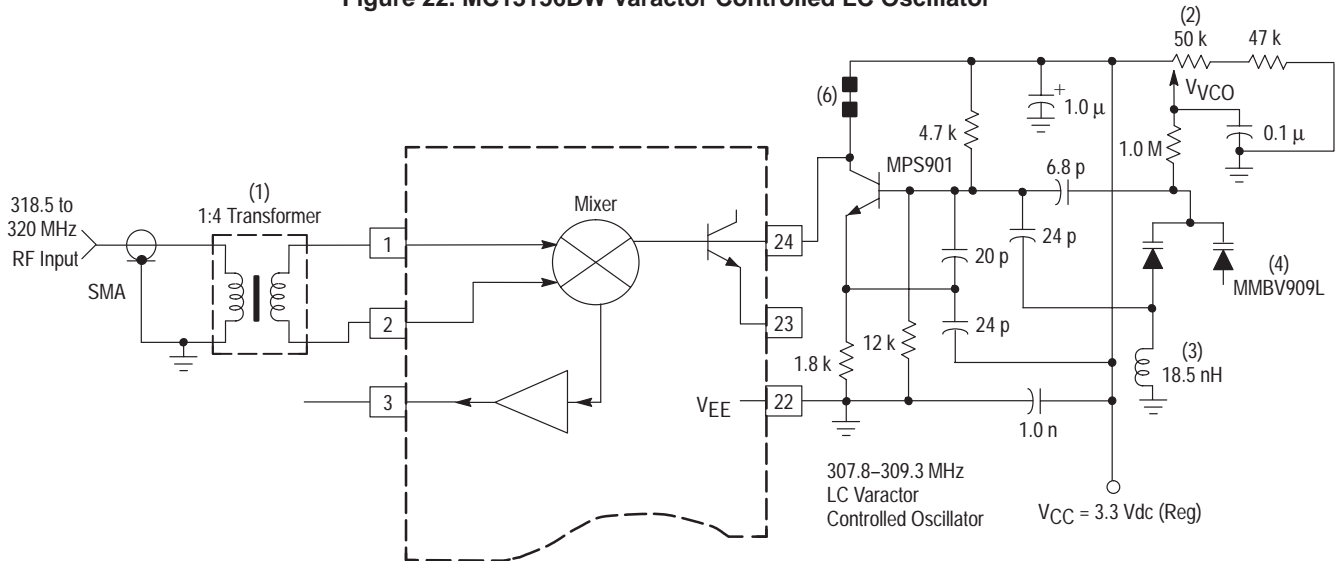 Figure 22. MC13156DW Varactor Controlled LC Oscillator
(2)
50 k
47 k
(6)
+
1.0 µ
VVCO
4.7 k
0.1 µ
1.0 M
MPS901
6.8 p
(1)
1:4 Transformer
318.5 to
320 MHz
RF Input
SMA
Mixer
1
24
24 p
20 p
(4)
MMBV909L
2
23
24 p
12 k
1.8 k
(3)
18.5 nH
3
VEE
22
1.0 n
307.8–309.3 MHz
LC Varactor
Controlled Oscillator
VCC = 3.3 Vdc (Reg)